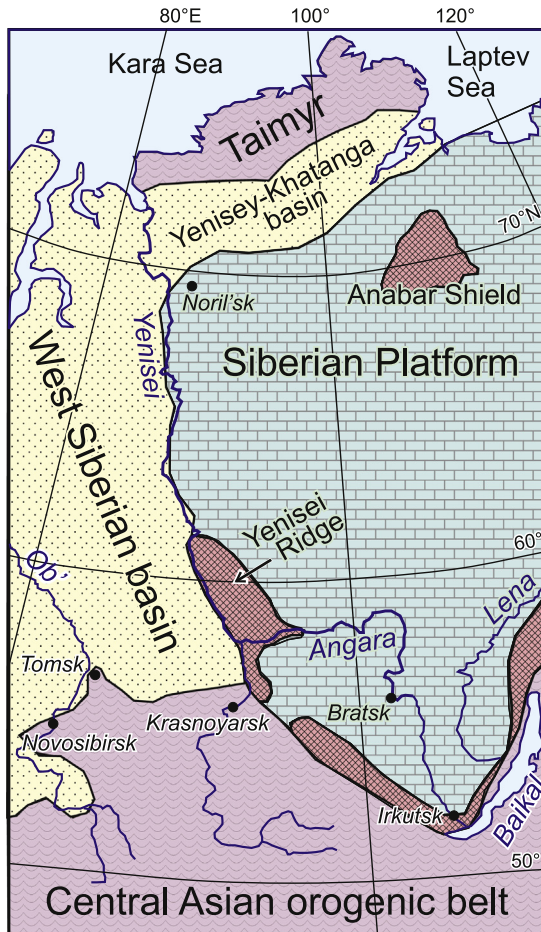 80°E
100°
120°
Kara Sea
Laptev
Sea
Taimyr
Yenisey-Khatanga
basin
70°N
Noril'sk
Anabar Shield
Yenisei
Siberian Platform
West Siberian basin
Yenisei
Ridge
60°
Ob'
Lena
Angara
Tomsk
Krasnoyarsk
Bratsk
Novosibirsk
Irkutsk
Baikal
50°
Central Asian orogenic belt